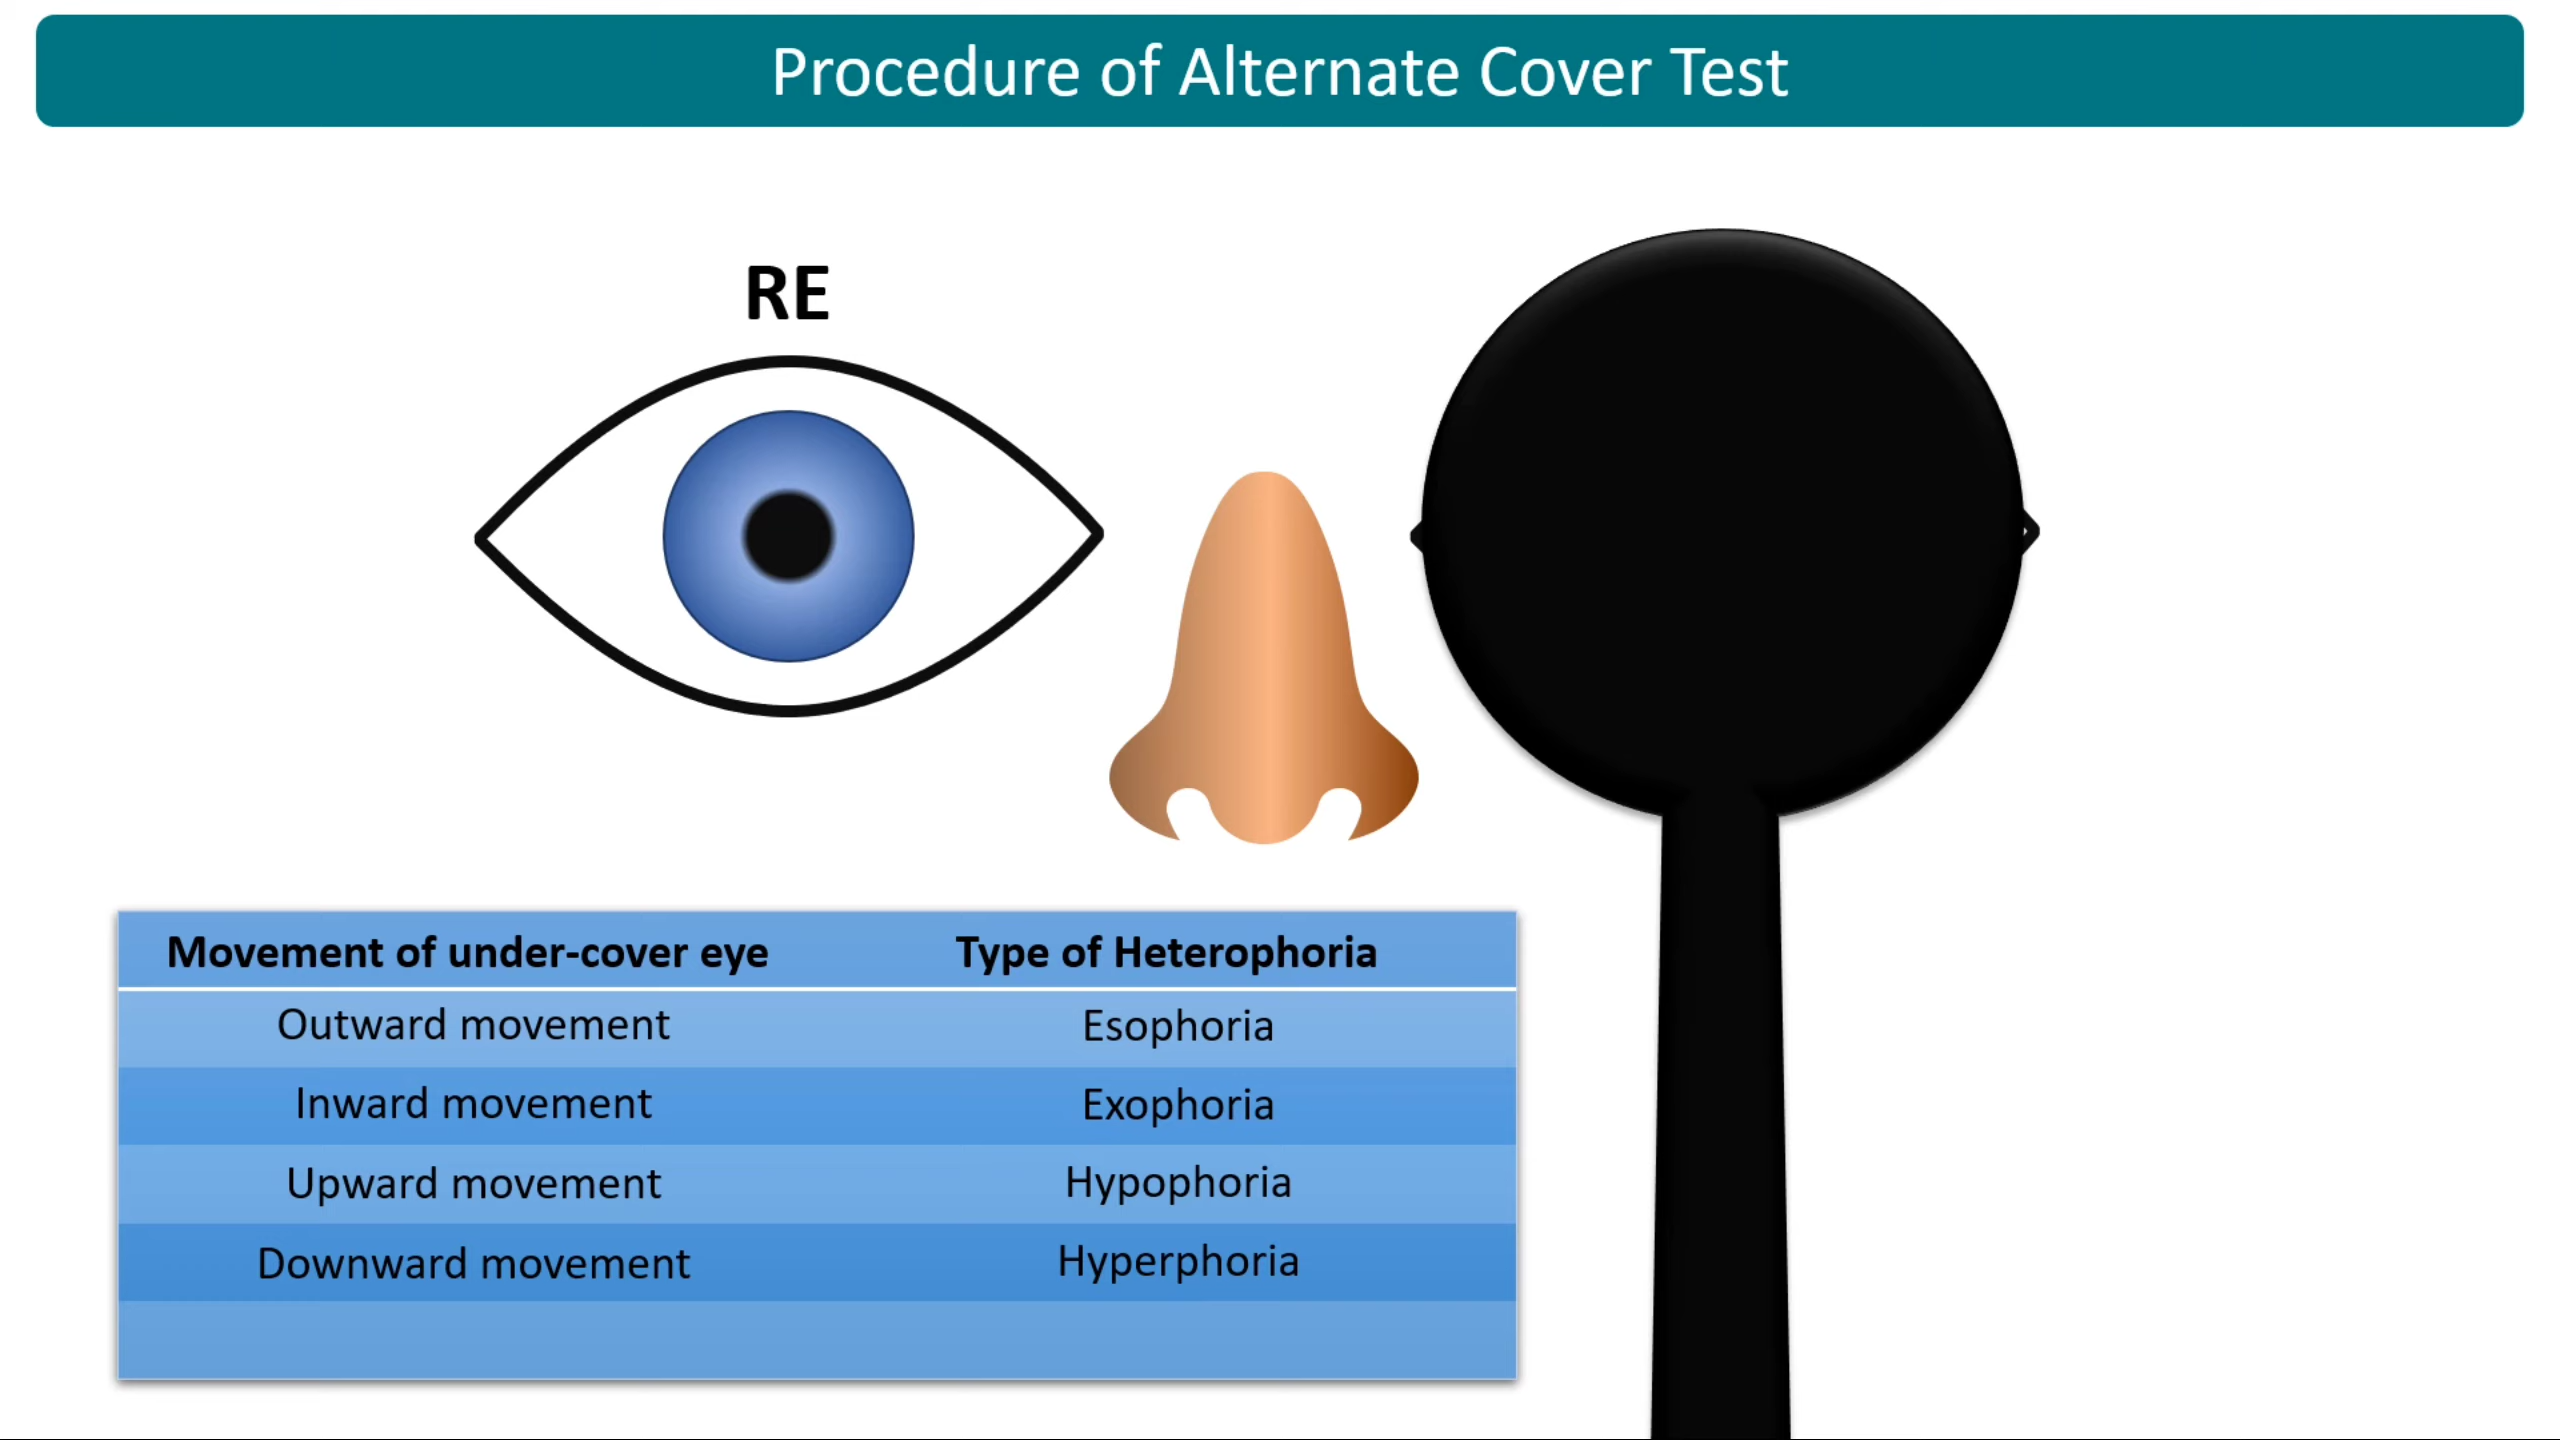 Procedure of Alternate Cover Test
RE
Movement of under-cover eye Type of Heterophoria
Outward movement Esophoria
Inward movement Exophoria
Upward movement Hypophoria
Downward movement Hyperphoria